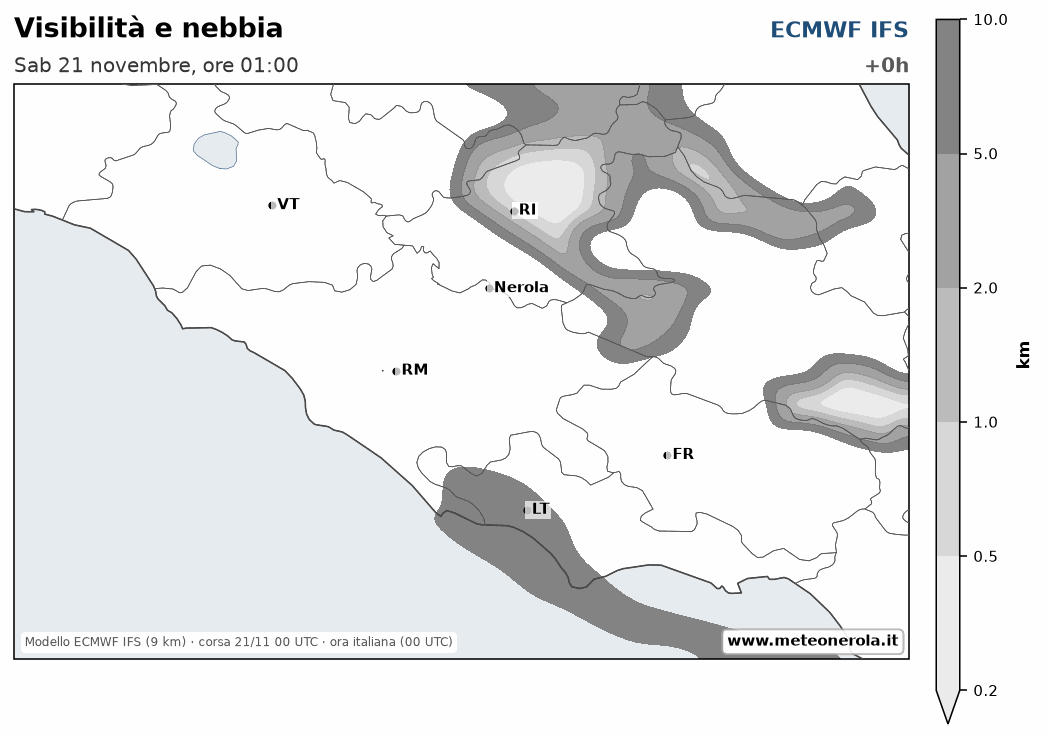 Visibilità e nebbia
ECMWF IFS
Sab 21 novembre, ore 01:00
+0h
10.0
5.0
2.0
1.0
0.5
0.2
km
VT
RI
Nerola
RM
FR
LT
Modello ECMWF IFS (9 km) · corsa 21/11 00 UTC · ora italiana (00 UTC)
www.meteonerola.it